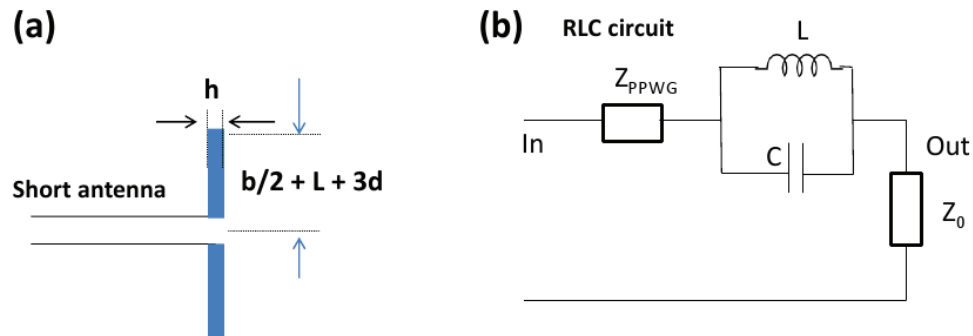 (a)
h
Short antenna
b/2 + L + 3d
(b)
RLC circuit
L
Z_PPWG
In
C
Out
Z_0